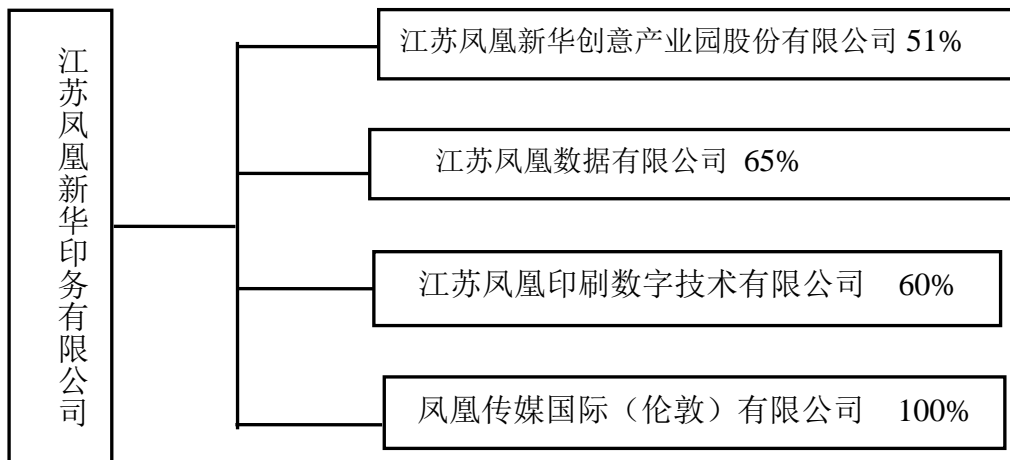 江苏凤凰新华印务有限公司
江苏凤凰新华创意产业园股份有限公司 51%
江苏凤凰数据有限公司 65%
江苏凤凰印刷数字技术有限公司 60%
凤凰传媒国际（伦敦）有限公司 100%